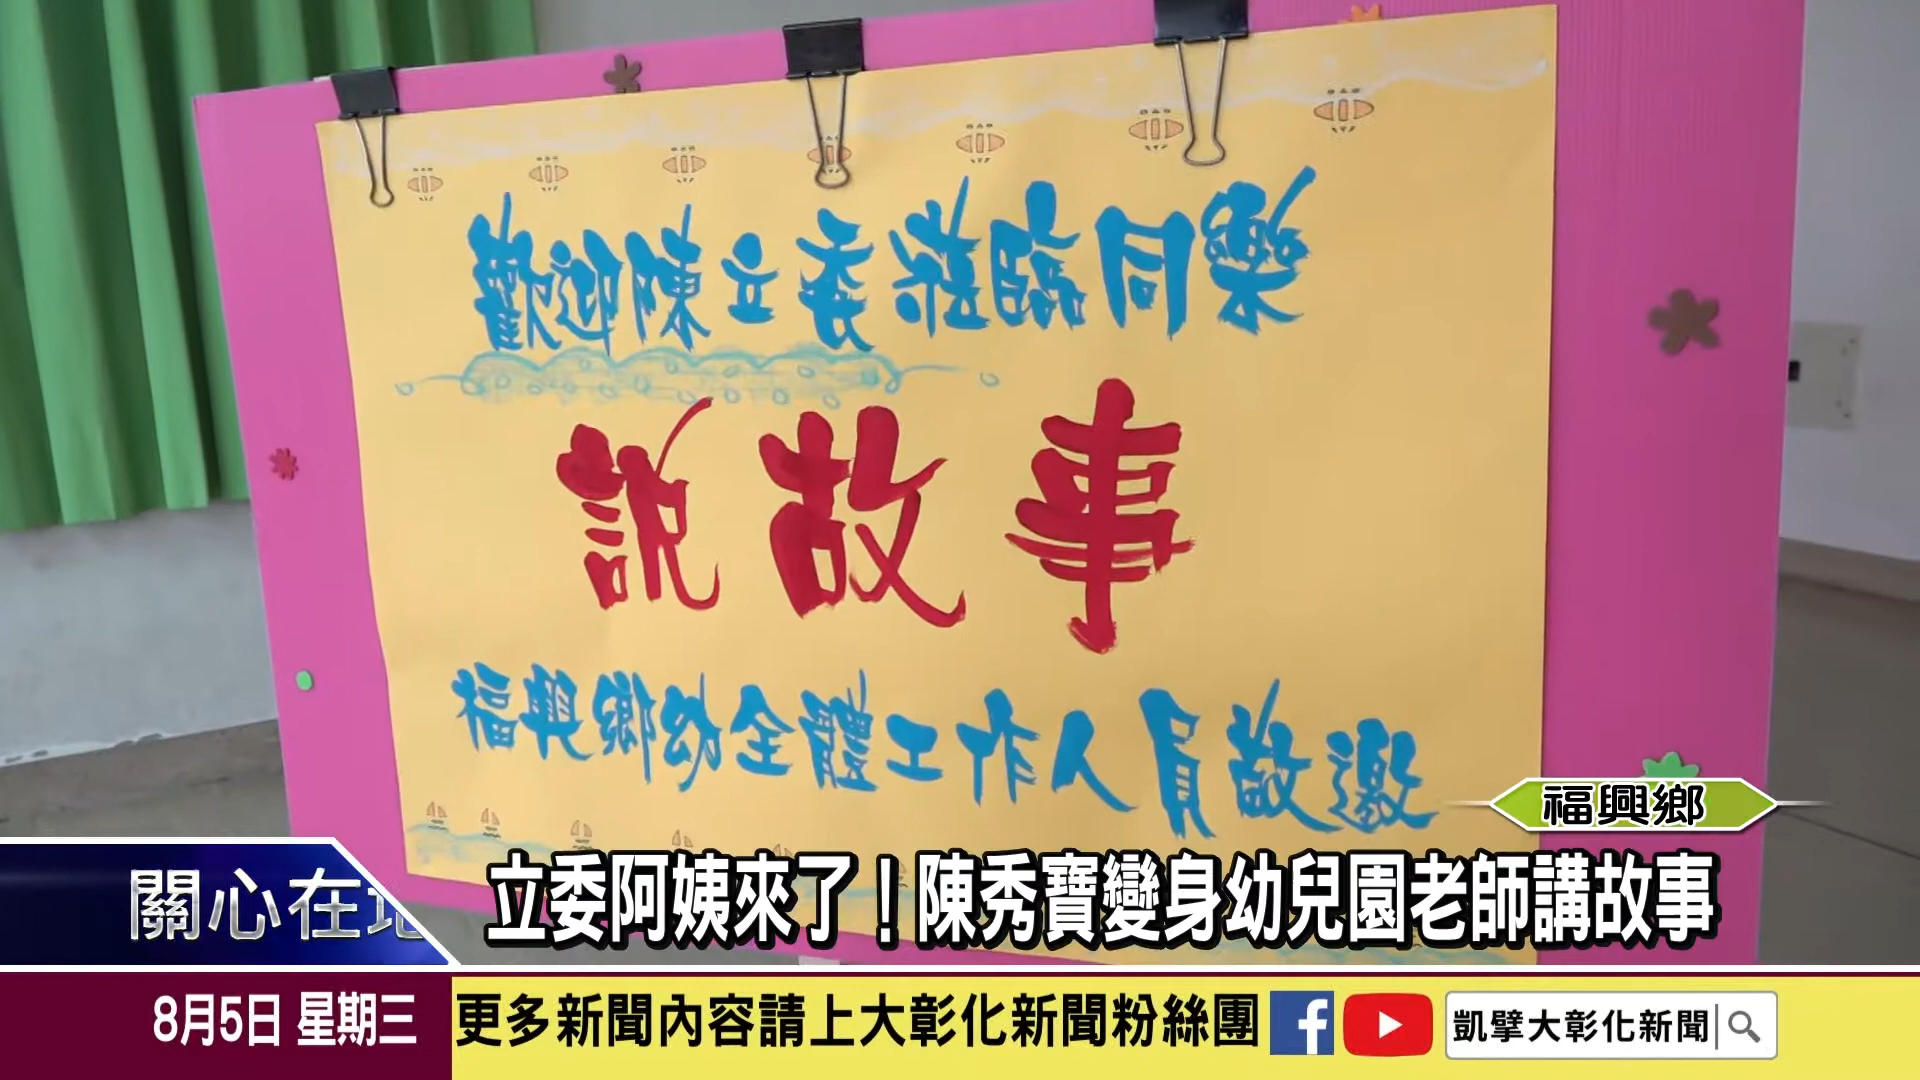 歡迎陳立委蒞臨同樂
說故事
福興鄉幼全體工作人員敬邀
福興鄉
關心在地
立委阿姨來了！陳秀寶變身幼兒園老師講故事
8月5日 星期三
更多新聞內容請上大彰化新聞粉絲團
凱擘大彰化新聞